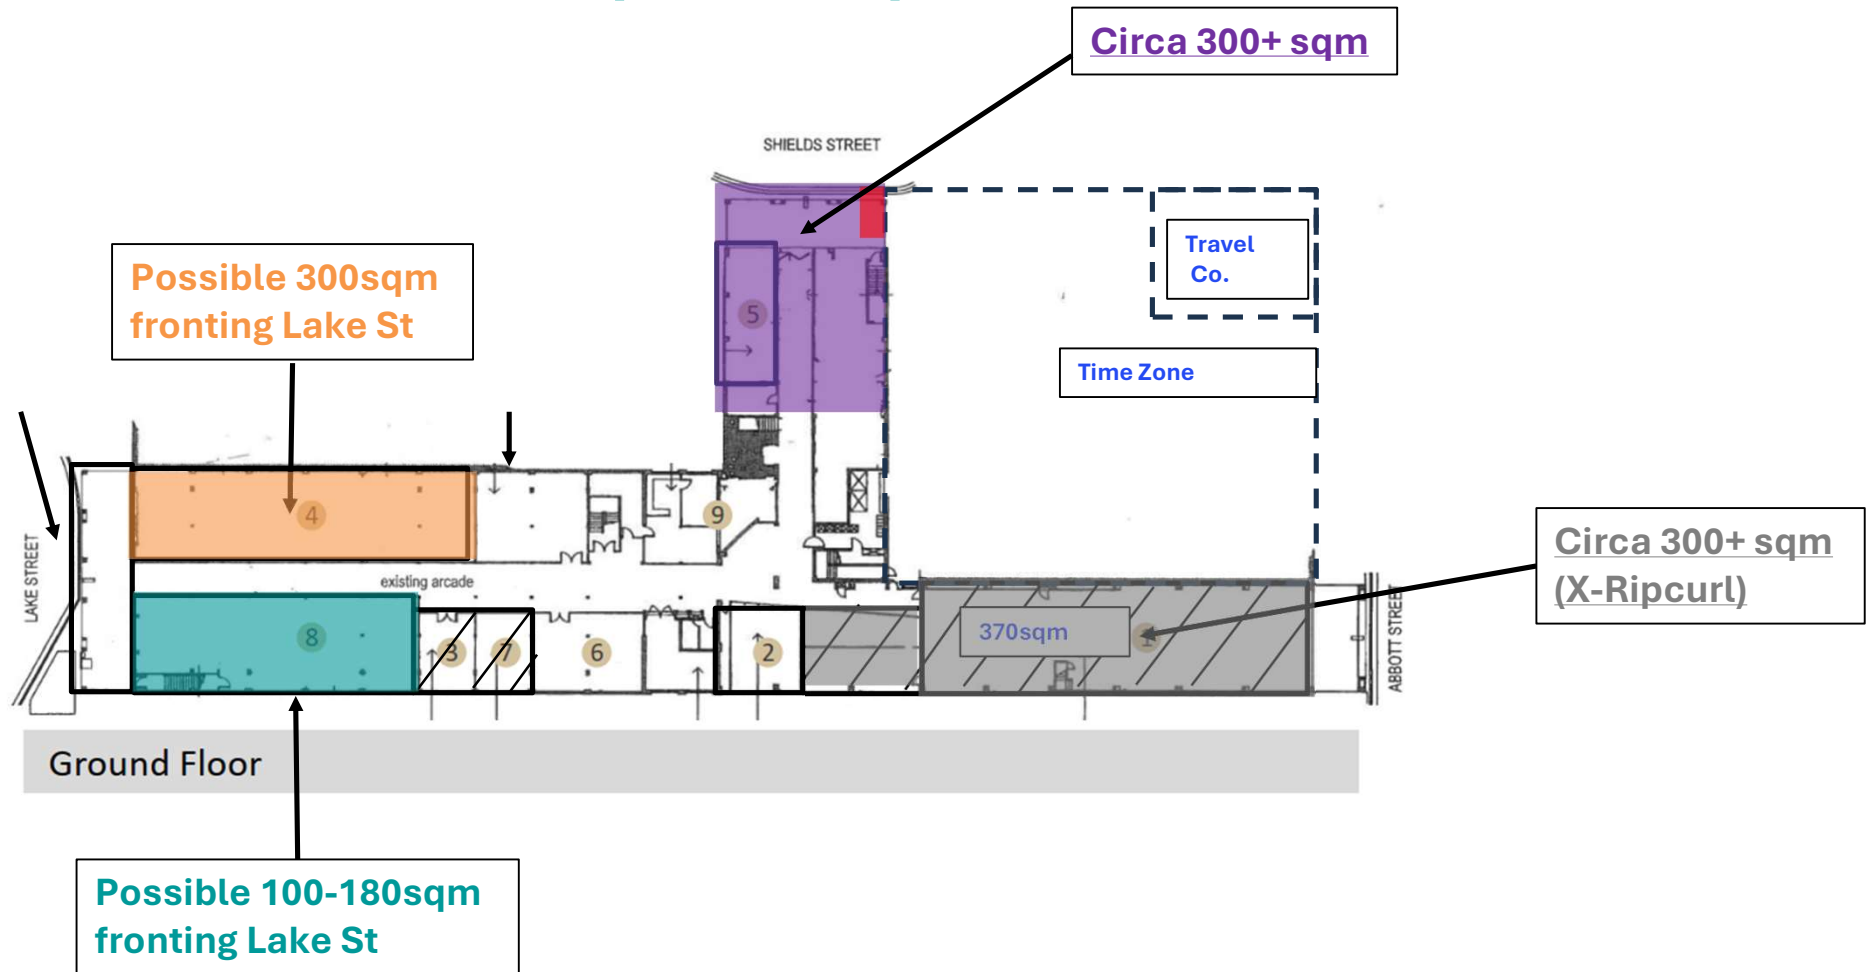 Circa 300+ sqm
SHIELDS STREET
Travel
Co.
Possible 300sqm
fronting Lake St
5
Time Zone
4
9
LAKE STREET
existing arcade
Circa 300+ sqm
(X-Ripcurl)
8
3
7
6
2
370sqm
1
ABBOTT STREET
Ground Floor
Possible 100-180sqm
fronting Lake St